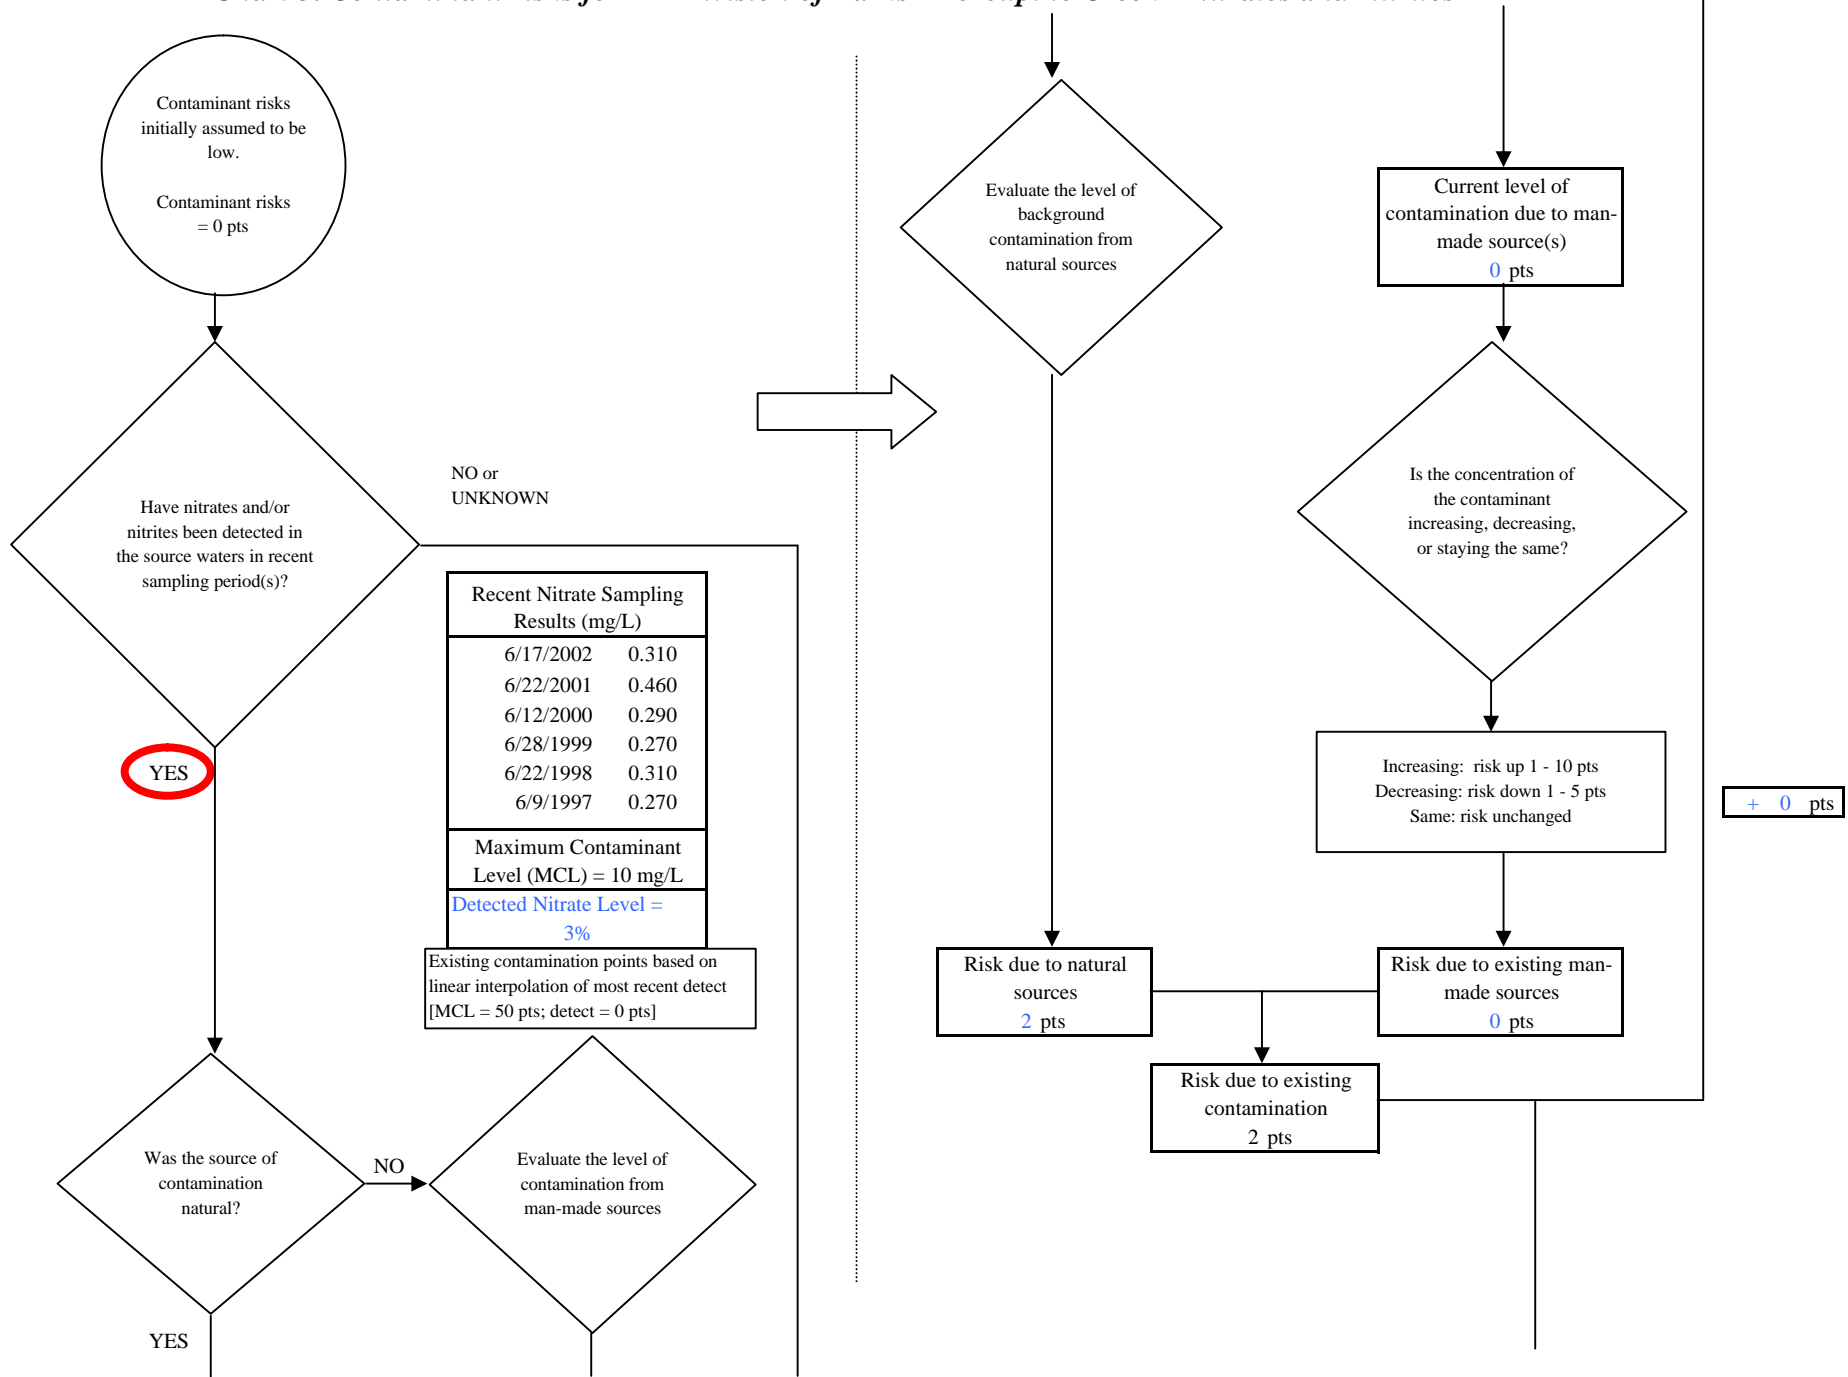 Contaminant risks
initially assumed to be
low.
Contaminant risks
= 0 pts
Have nitrates and/or
nitrites been detected in
the source waters in recent
sampling period(s)?
NO or
UNKNOWN
YES
Recent Nitrate Sampling
Results (mg/L)
6/17/2002 0.310
6/22/2001 0.460
6/12/2000 0.290
6/28/1999 0.270
6/22/1998 0.310
6/9/1997 0.270
Maximum Contaminant
Level (MCL) = 10 mg/L
Detected Nitrate Level =
3%
Existing contamination points based on
linear interpolation of most recent detect
[MCL = 50 pts; detect = 0 pts]
Was the source of
contamination
natural?
NO
Evaluate the level of
contamination from
man-made sources
YES
Evaluate the level of
background
contamination from
natural sources
Current level of
contamination due to man-
made source(s)
0 pts
Is the concentration of
the contaminant
increasing, decreasing,
or staying the same?
Increasing: risk up 1 - 10 pts
Decreasing: risk down 1 - 5 pts
Same: risk unchanged
+ 0 pts
Risk due to natural
sources
2 pts
Risk due to existing man-
made sources
0 pts
Risk due to existing
contamination
2 pts